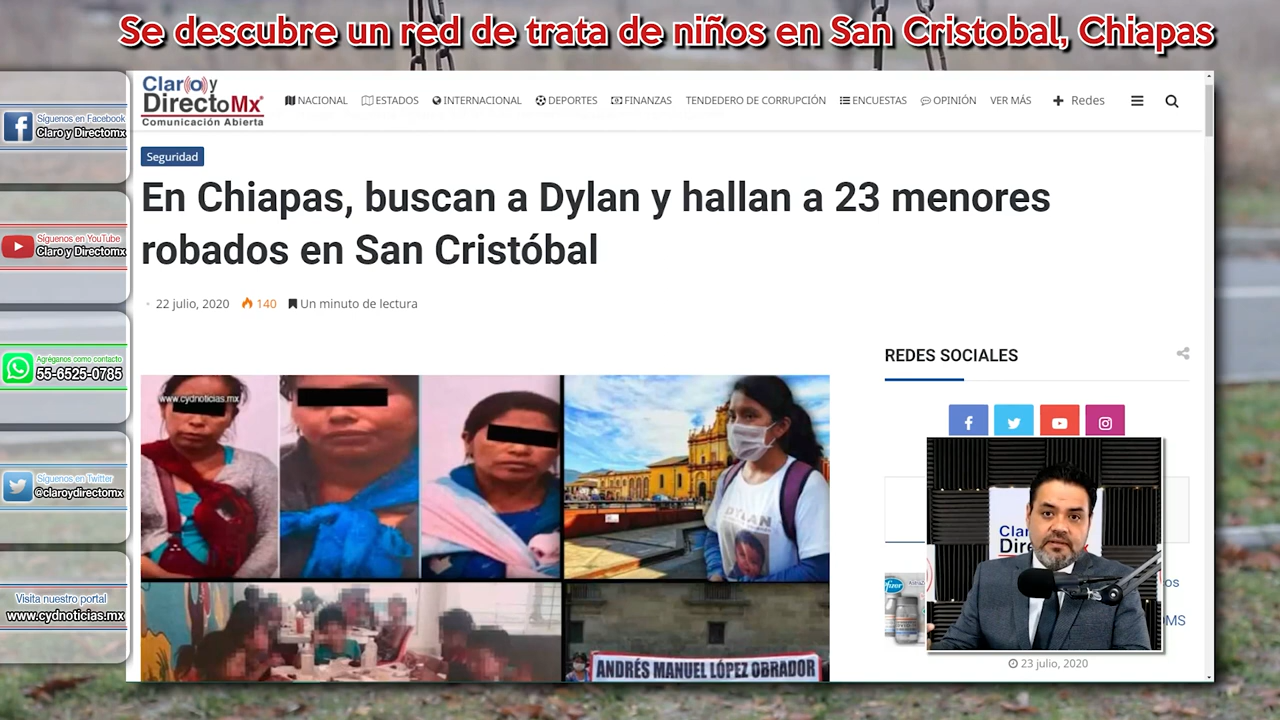 Se descubre un red de trata de niños en San Cristobal, Chiapas
Síguenos en Facebook
Claro y Directomx
Síguenos en YouTube
Claro y Directomx
Agréganos como contacto
55-6525-0785
Síguenos en Twitter
@claroydirectomx
Visita nuestro portal
www.cydnoticias.mx
Claro y
DirectoMx
Comunicación Abierta
NACIONAL ESTADOS INTERNACIONAL DEPORTES FINANZAS TENDEDERO DE CORRUPCIÓN ENCUESTAS OPINIÓN VER MÁS + Redes
Seguridad
En Chiapas, buscan a Dylan y hallan a 23 menores
robados en San Cristóbal
22 julio, 2020 140 Un minuto de lectura
REDES SOCIALES
www.cydnoticias.mx
DYLAN
ANDRÉS MANUEL LÓPEZ OBRADOR
Pfizer
OMS
23 julio, 2020